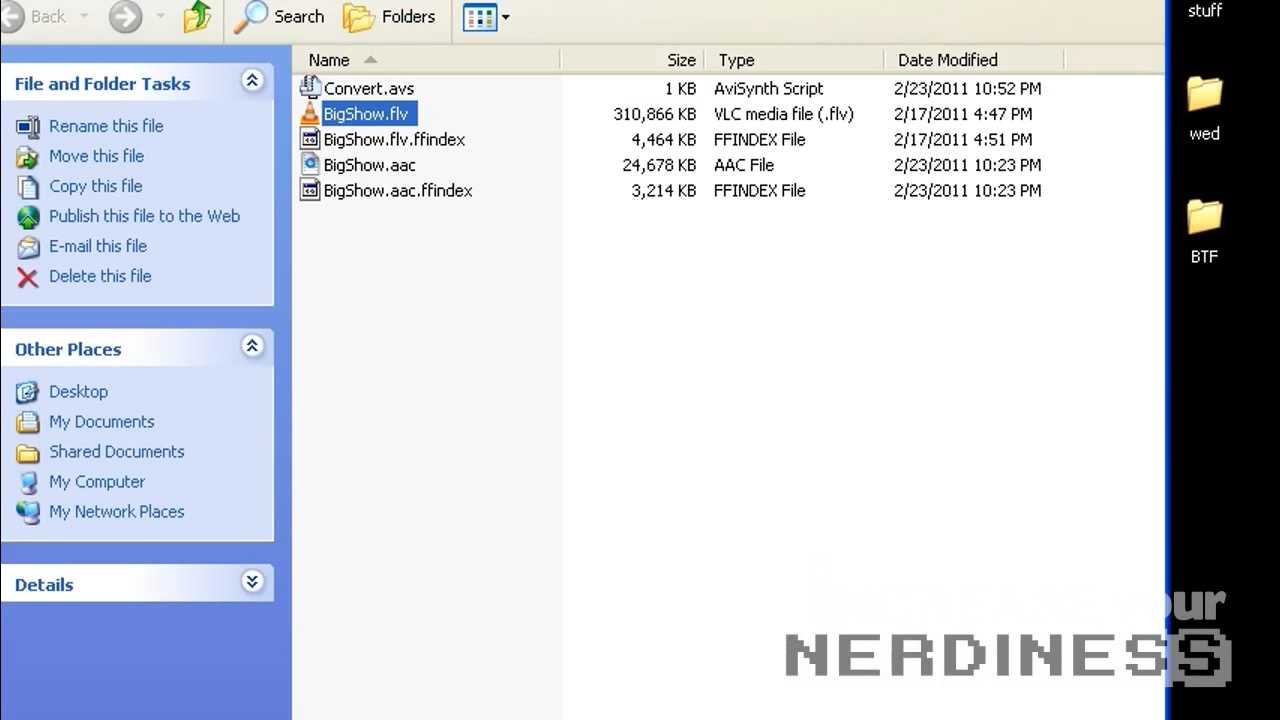 Back
Search
Folders
stuff
Name Size Type Date Modified
File and Folder Tasks
Convert.avs 1 KB AviSynth Script 2/23/2011 10:52 PM
BigShow.flv 310,866 KB VLC media file (.flv) 2/17/2011 4:47 PM
BigShow.flv.ffindex 4,464 KB FFINDEX File 2/17/2011 4:51 PM
BigShow.aac 24,678 KB AAC File 2/23/2011 10:23 PM
BigShow.aac.ffindex 3,214 KB FFINDEX File 2/23/2011 10:23 PM
Rename this file
Move this file
Copy this file
Publish this file to the Web
E-mail this file
Delete this file
Other Places
Desktop
My Documents
Shared Documents
My Computer
My Network Places
Details
wed
BTF
your
NERDINESS